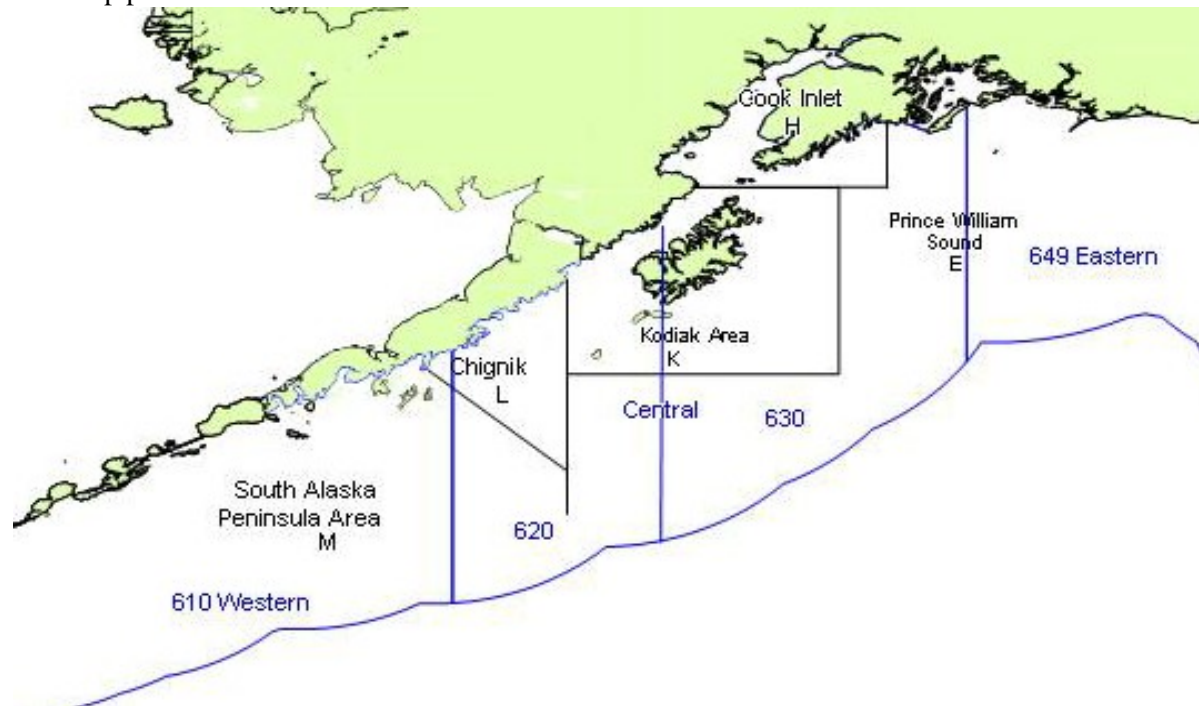 Cook Inlet
H
Prince William
Sound
E
649 Eastern
Kodiak Area
K
Chignik
L
Central
630
South Alaska
Peninsula Area
M
620
610 Western